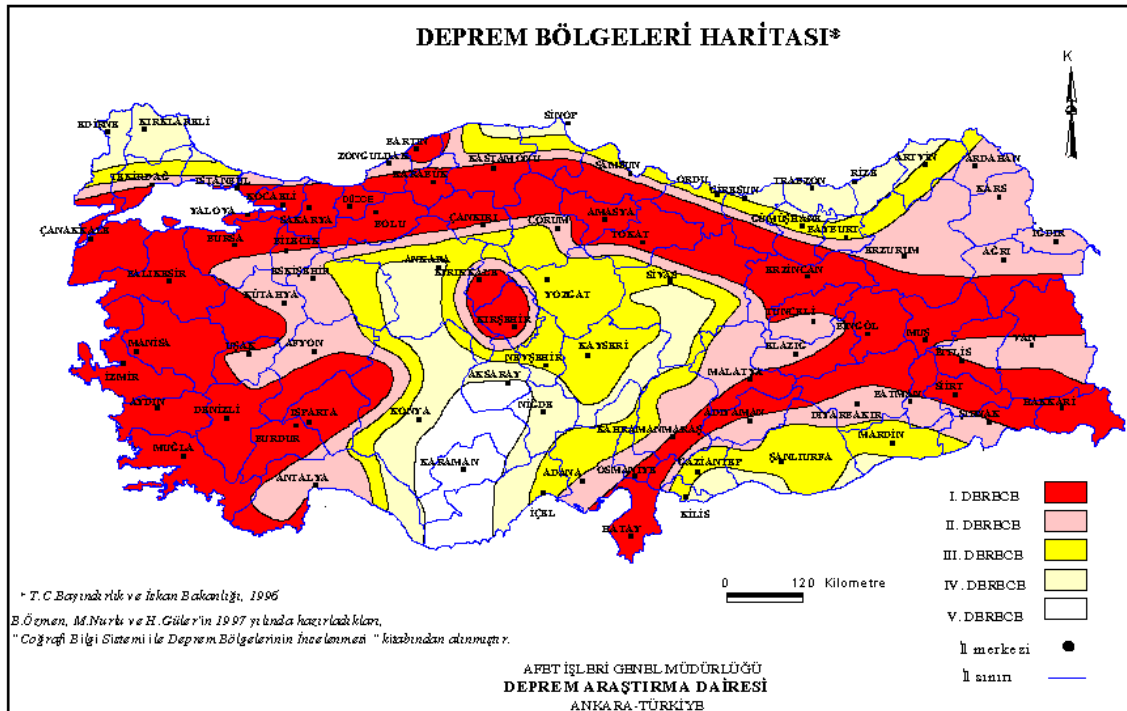 DEPREM BÖLGELERİ HARİTASI*
K
SİNOP
EDİRNE
KIRKLARELİ
BARTIN
ZONGULDAK
KASTAMONU
KARABÜK
SAMSUN
ARTVİN
ARDAHAN
TEKİRDAĞ
İSTANBUL
KOCAELİ
ORDU
GİRESUN
TRABZON
RİZE
KARS
YALOVA
SAKARYA
DÜZCE
BOLU
ÇANKIRI
ÇORUM
AMASYA
TOKAT
GÜMÜŞHANE
BAYBURT
ÇANAKKALE
BURSA
BİLECİK
ERZURUM
IĞDIR
AĞRI
BALIKESİR
ESKİŞEHİR
ANKARA
KIRIKKALE
YOZGAT
SİVAS
ERZİNCAN
KÜTAHYA
KIRŞEHİR
TUNCELİ
BİNGÖL
MUŞ
VAN
MANİSA
UŞAK
AFYON
KAYSERİ
NEVŞEHİR
ELAZIĞ
BİTLİS
İZMİR
AKSARAY
MALATYA
SİİRT
AYDIN
DENİZLİ
ISPARTA
KONYA
NİĞDE
ADIYAMAN
DİYARBAKIR
BATMAN
ŞIRNAK
HAKKARİ
BURDUR
KAHRAMANMARAŞ
MARDİN
MUĞLA
KARAMAN
ADANA
OSMANİYE
GAZİANTEP
ŞANLIURFA
ANTALYA
İÇEL
KİLİS
HATAY
I. DERECE
II. DERECE
III. DERECE
IV. DERECE
V. DERECE
İl merkezi
İl sınırı
0 120 Kilometre
* T.C.Bayındırlık ve İskan Bakanlığı, 1996
B.Özmen, M.Nurlu ve H.Güler'in 1997 yılında hazırladıkları,
" Coğrafi Bilgi Sistemi ile Deprem Bölgelerinin İncelenmesi " kitabından alınmıştır.
AFET İŞLERİ GENEL MÜDÜRLÜĞÜ
DEPREM ARAŞTIRMA DAİRESİ
ANKARA-TÜRKİYE